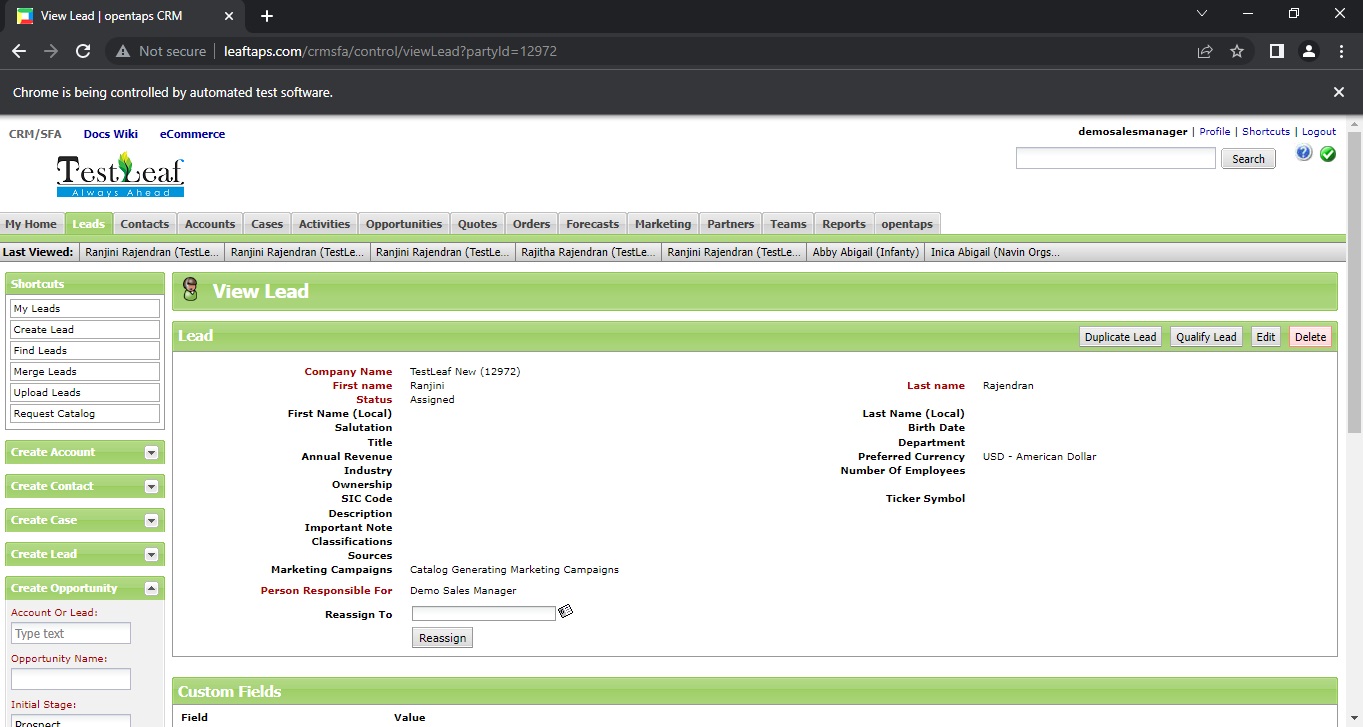 View Lead | opentaps CRM
Not secure | leaftaps.com/crmsfa/control/viewLead?partyId=12972
Chrome is being controlled by automated test software.
CRM/SFA Docs Wiki eCommerce
demosalesmanager | Profile | Shortcuts | Logout
Search
TestLeaf
Always Ahead
My Home Leads Contacts Accounts Cases Activities Opportunities Quotes Orders Forecasts Marketing Partners Teams Reports opentaps
Last Viewed: Ranjini Rajendran (TestLe... Ranjini Rajendran (TestLe... Ranjini Rajendran (TestLe... Rajitha Rajendran (TestLe... Ranjini Rajendran (TestLe... Abby Abigail (Infanty) Inica Abigail (Navin Orgs...
Shortcuts
My Leads
Create Lead
Find Leads
Merge Leads
Upload Leads
Request Catalog
Create Account
Create Contact
Create Case
Create Lead
Create Opportunity
Account Or Lead:
Type text
Opportunity Name:
Initial Stage:
Prospect
View Lead
Lead
Duplicate Lead Qualify Lead Edit Delete
Company Name TestLeaf New (12972)
First name Ranjini Last name Rajendran
Status Assigned
First Name (Local) Last Name (Local)
Salutation Birth Date
Title Department
Annual Revenue Preferred Currency USD - American Dollar
Industry Number Of Employees
Ownership
SIC Code Ticker Symbol
Description
Important Note
Classifications
Sources
Marketing Campaigns Catalog Generating Marketing Campaigns
Person Responsible For Demo Sales Manager
Reassign To
Reassign
Custom Fields
Field Value